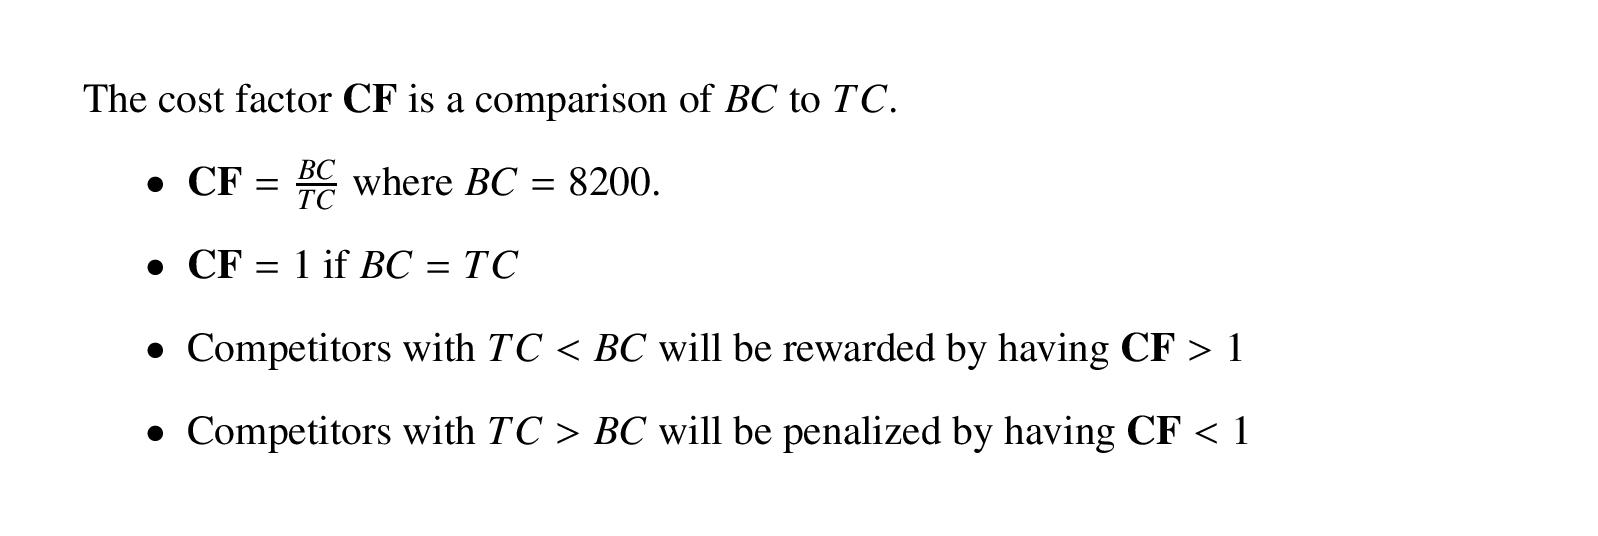 The cost factor CF is a comparison of BC to TC.
• CF = BC/TC where BC = 8200.
• CF = 1 if BC = TC
• Competitors with TC < BC will be rewarded by having CF > 1
• Competitors with TC > BC will be penalized by having CF < 1